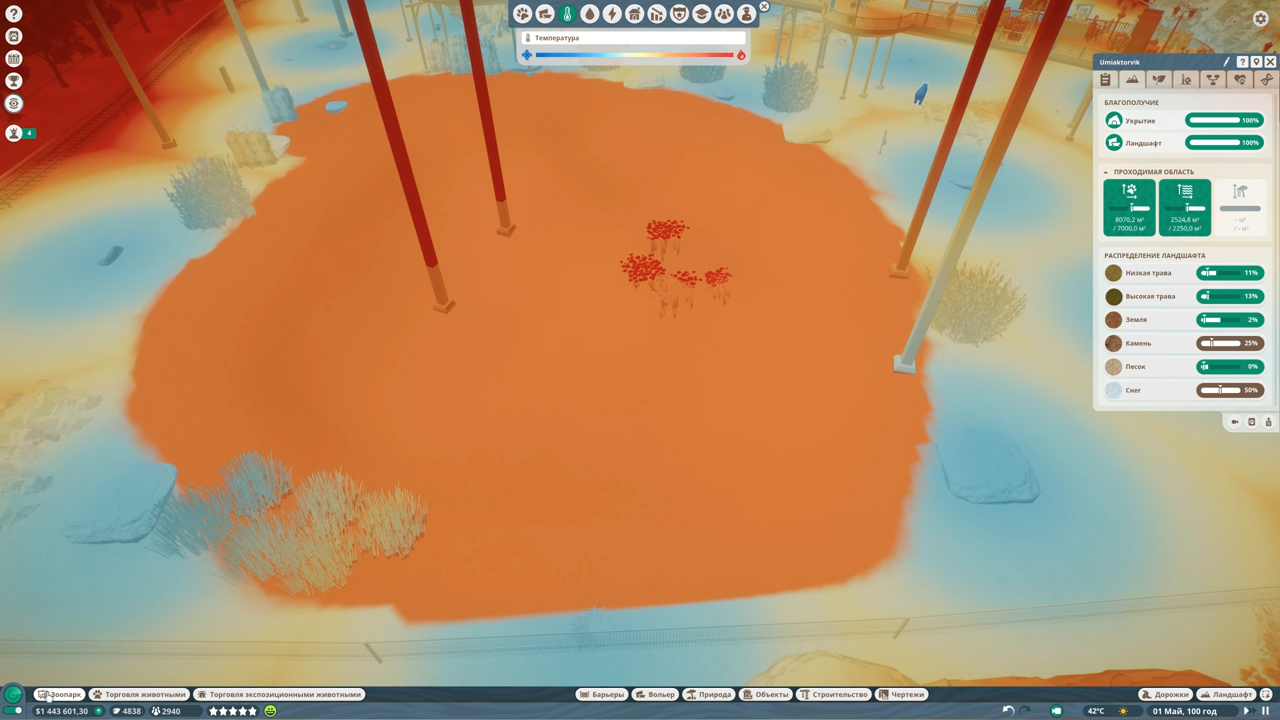 Температура
4
Umiaktorvik
?
?
БЛАГОПОЛУЧИЕ
Укрытие 100%
Ландшафт 100%
ПРОХОДИМАЯ ОБЛАСТЬ
8070,2 м² / 7000,0 м²
2524,8 м² / 2250,0 м²
- м² / - м²
РАСПРЕДЕЛЕНИЕ ЛАНДШАФТА
Низкая трава 11%
Высокая трава 13%
Земля 2%
Камень 25%
Песок 0%
Снег 50%
Зоопарк
Торговля животными
Торговля экспозиционными животными
Барьеры
Вольер
Природа
Объекты
Строительство
Чертежи
Дорожки
Ландшафт
$1 443 601,30
4838
2940
42°C
01 Май, 100 год